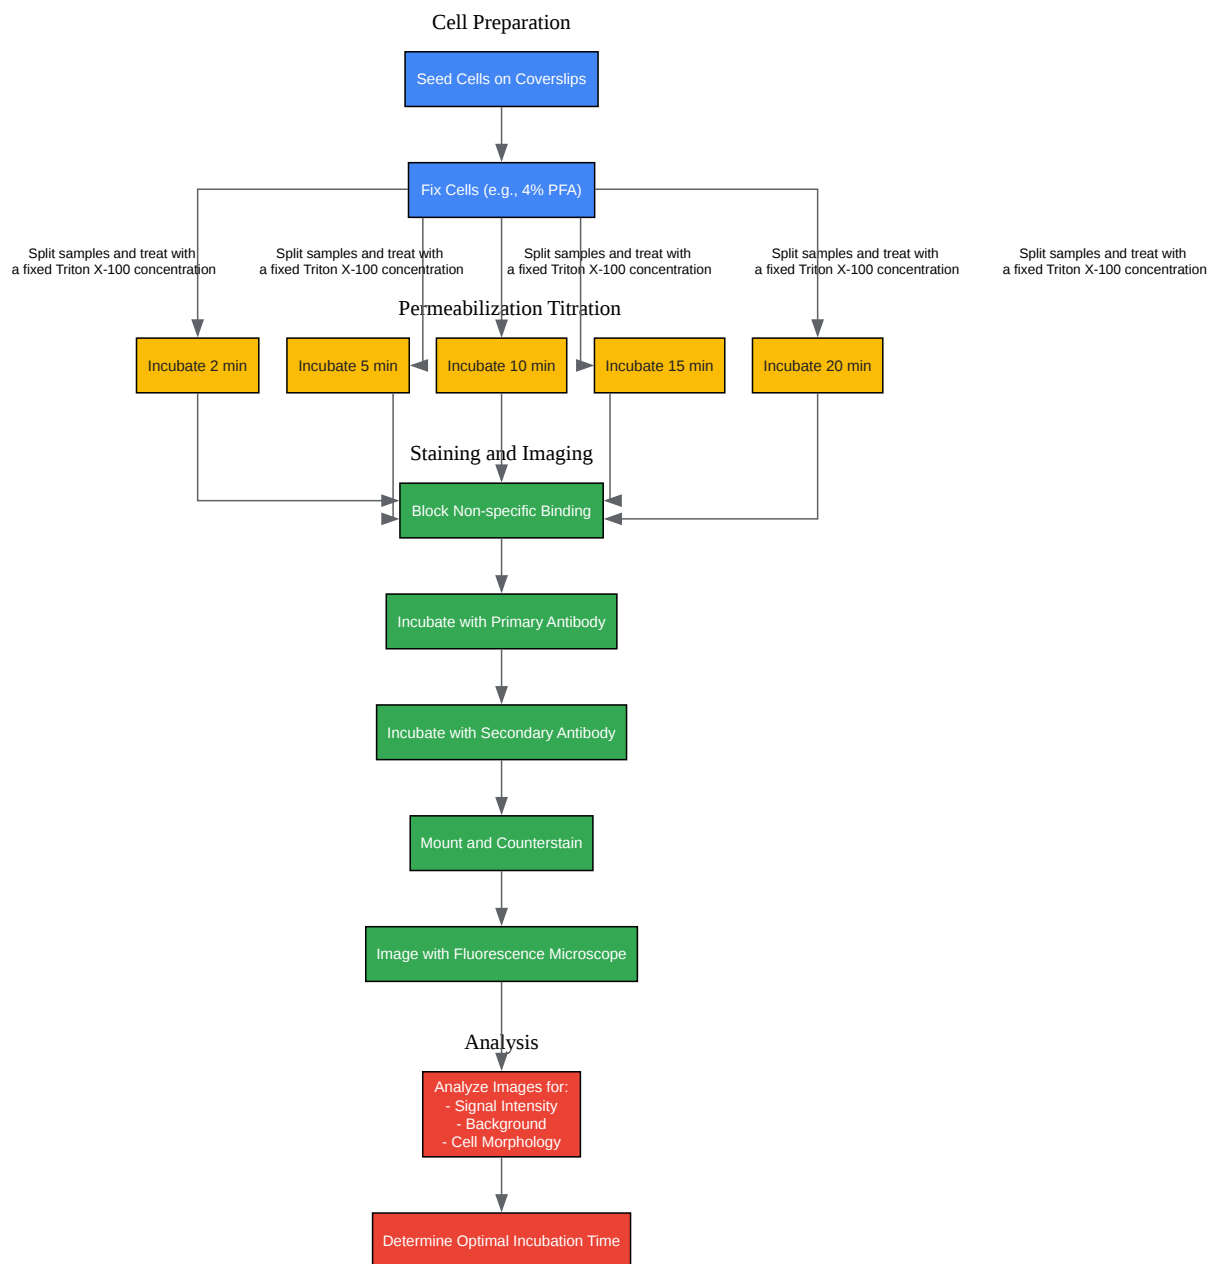 Cell Preparation
Seed Cells on Coverslips
Fix Cells (e.g., 4% PFA)
Split samples and treat with
a fixed Triton X-100 concentration
Split samples and treat with
a fixed Triton X-100 concentration
Split samples and treat with
a fixed Triton X-100 concentration
Split samples and treat with
a fixed Triton X-100 concentration
Split samples and treat with
a fixed Triton X-100 concentration
Permeabilization Titration
Incubate 2 min
Incubate 5 min
Incubate 10 min
Incubate 15 min
Incubate 20 min
Staining and Imaging
Block Non-specific Binding
Incubate with Primary Antibody
Incubate with Secondary Antibody
Mount and Counterstain
Image with Fluorescence Microscope
Analysis
Analyze Images for:
- Signal Intensity
- Background
- Cell Morphology
Determine Optimal Incubation Time